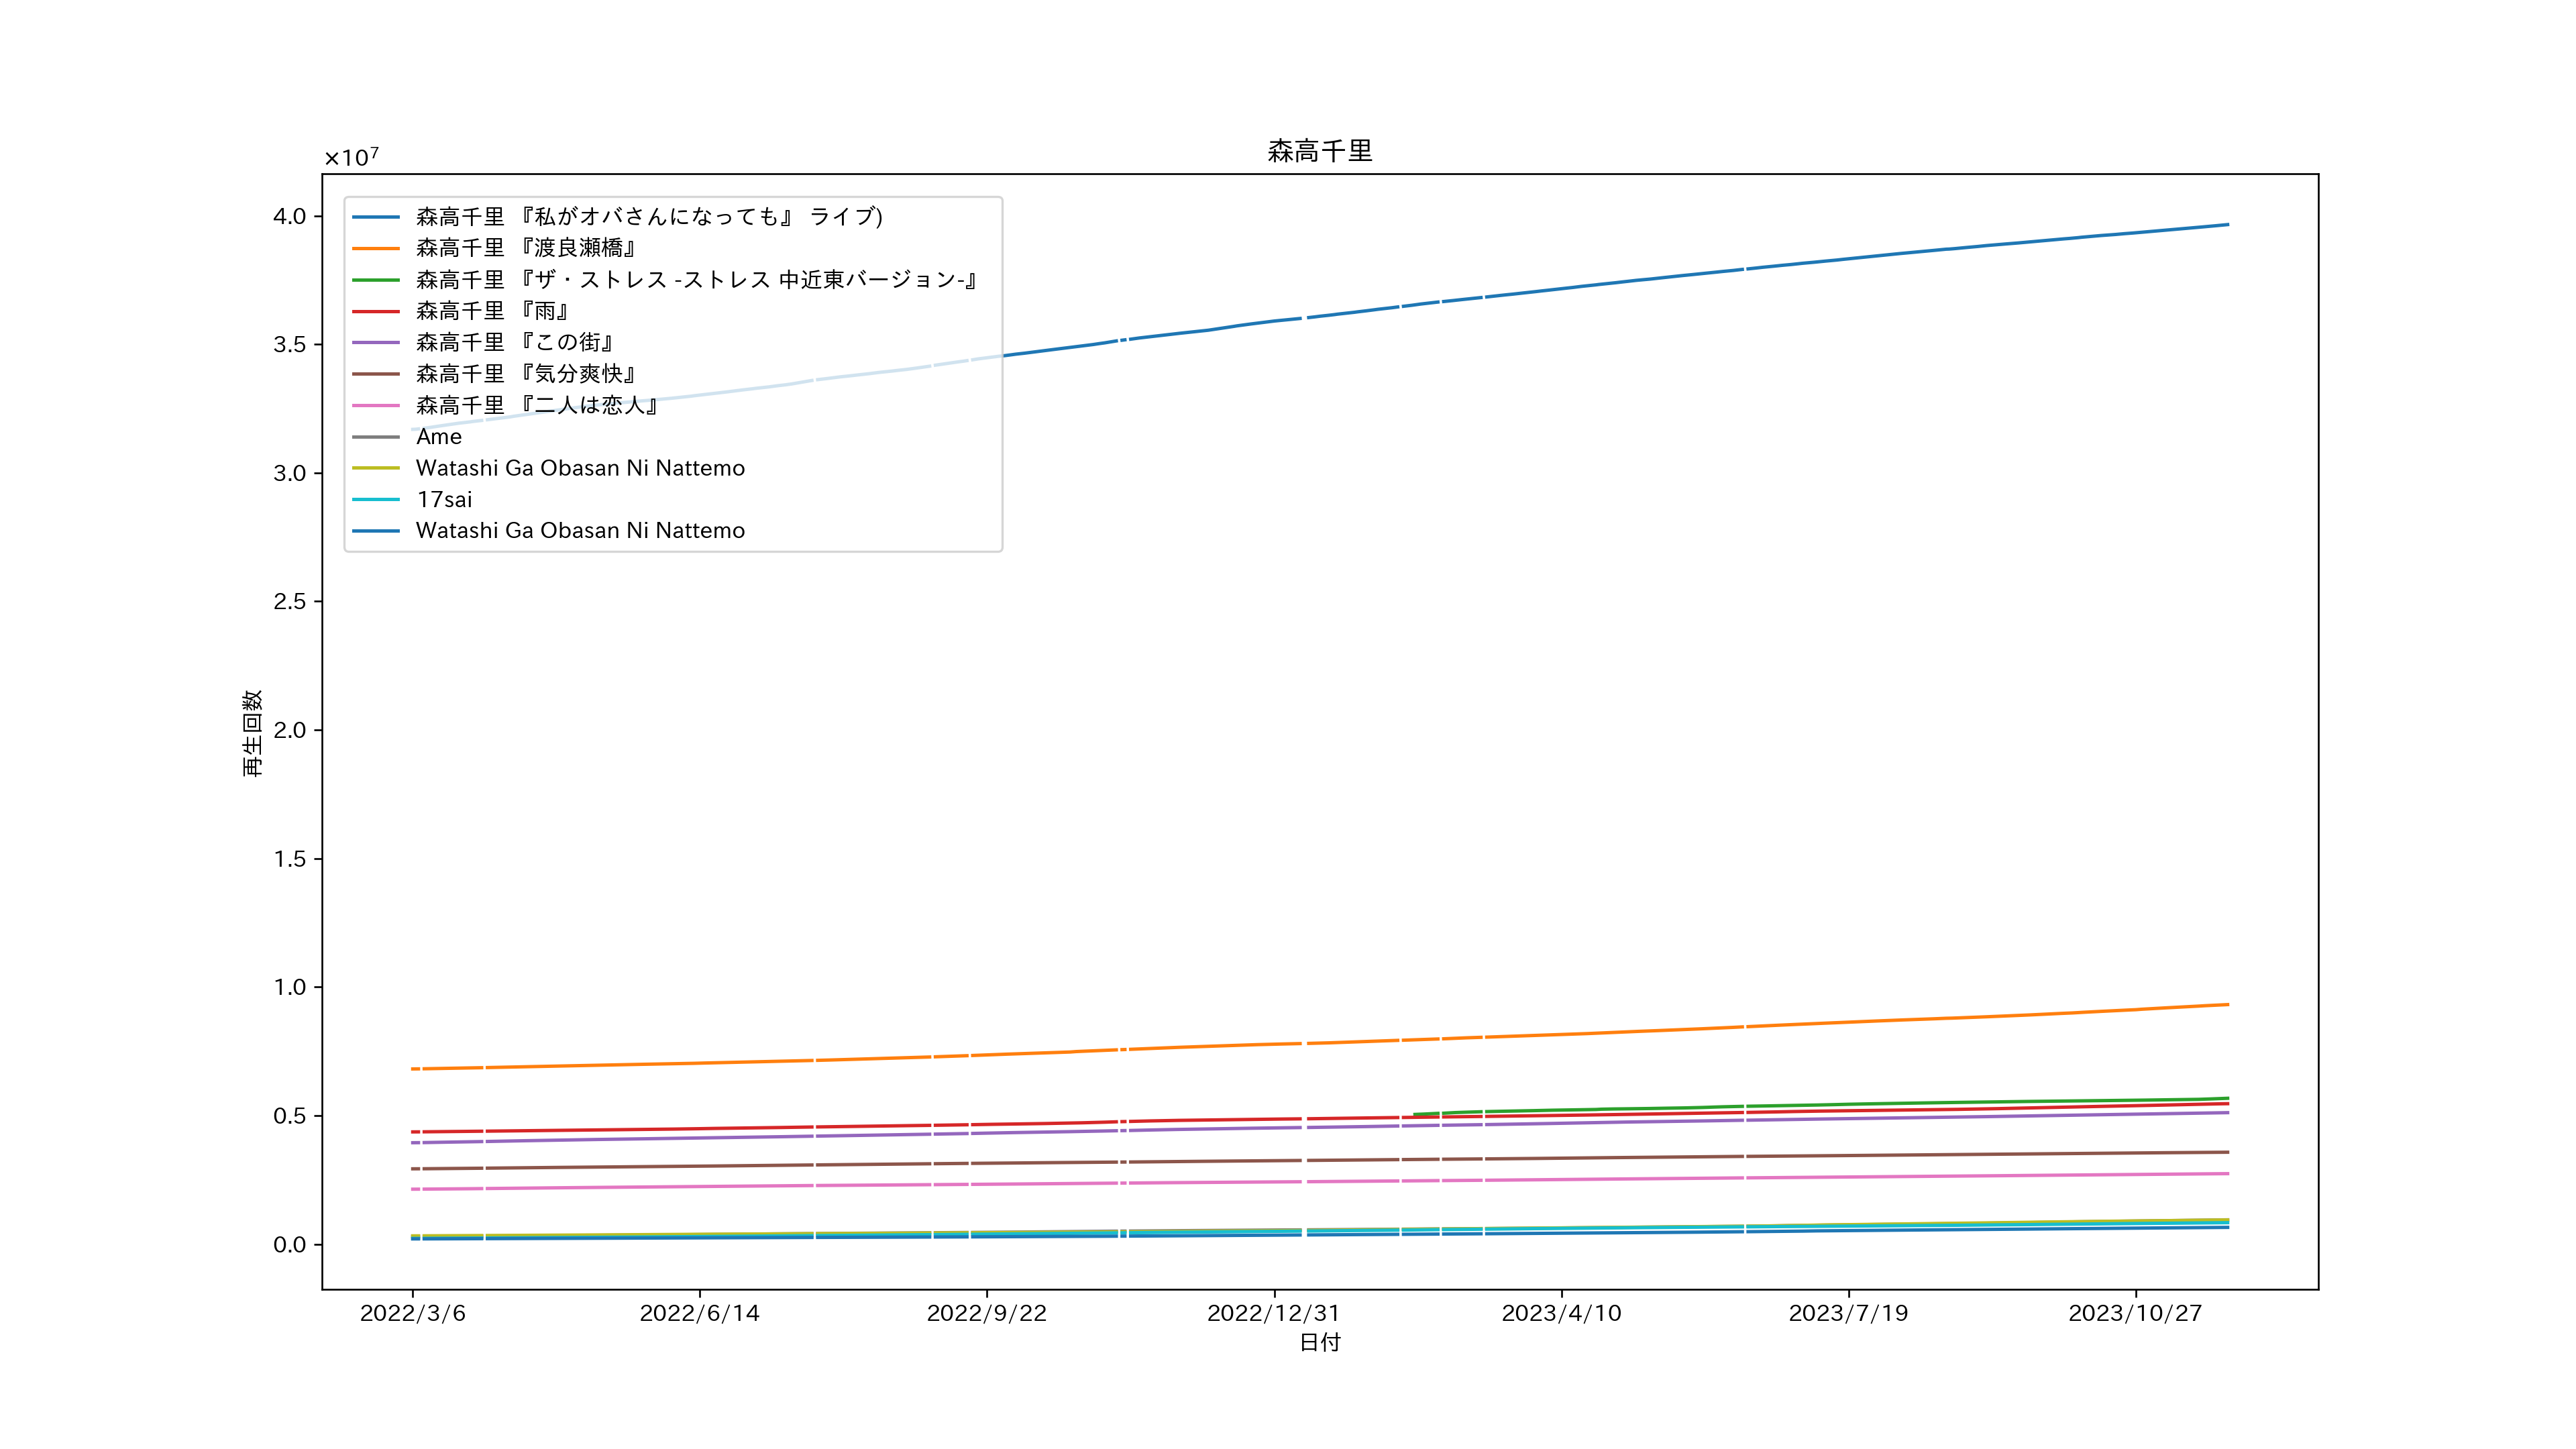 森高千里
×10⁷
4.0
3.5
3.0
2.5
2.0
1.5
1.0
0.5
0.0
再生回数
森高千里 『私がオバさんになっても』 ライブ)
森高千里 『渡良瀬橋』
森高千里 『ザ・ストレス -ストレス 中近東バージョン-』
森高千里 『雨』
森高千里 『この街』
森高千里 『気分爽快』
森高千里 『二人は恋人』
Ame
Watashi Ga Obasan Ni Nattemo
17sai
Watashi Ga Obasan Ni Nattemo
2022/3/6 2022/6/14 2022/9/22 2022/12/31 2023/4/10 2023/7/19 2023/10/27
日付